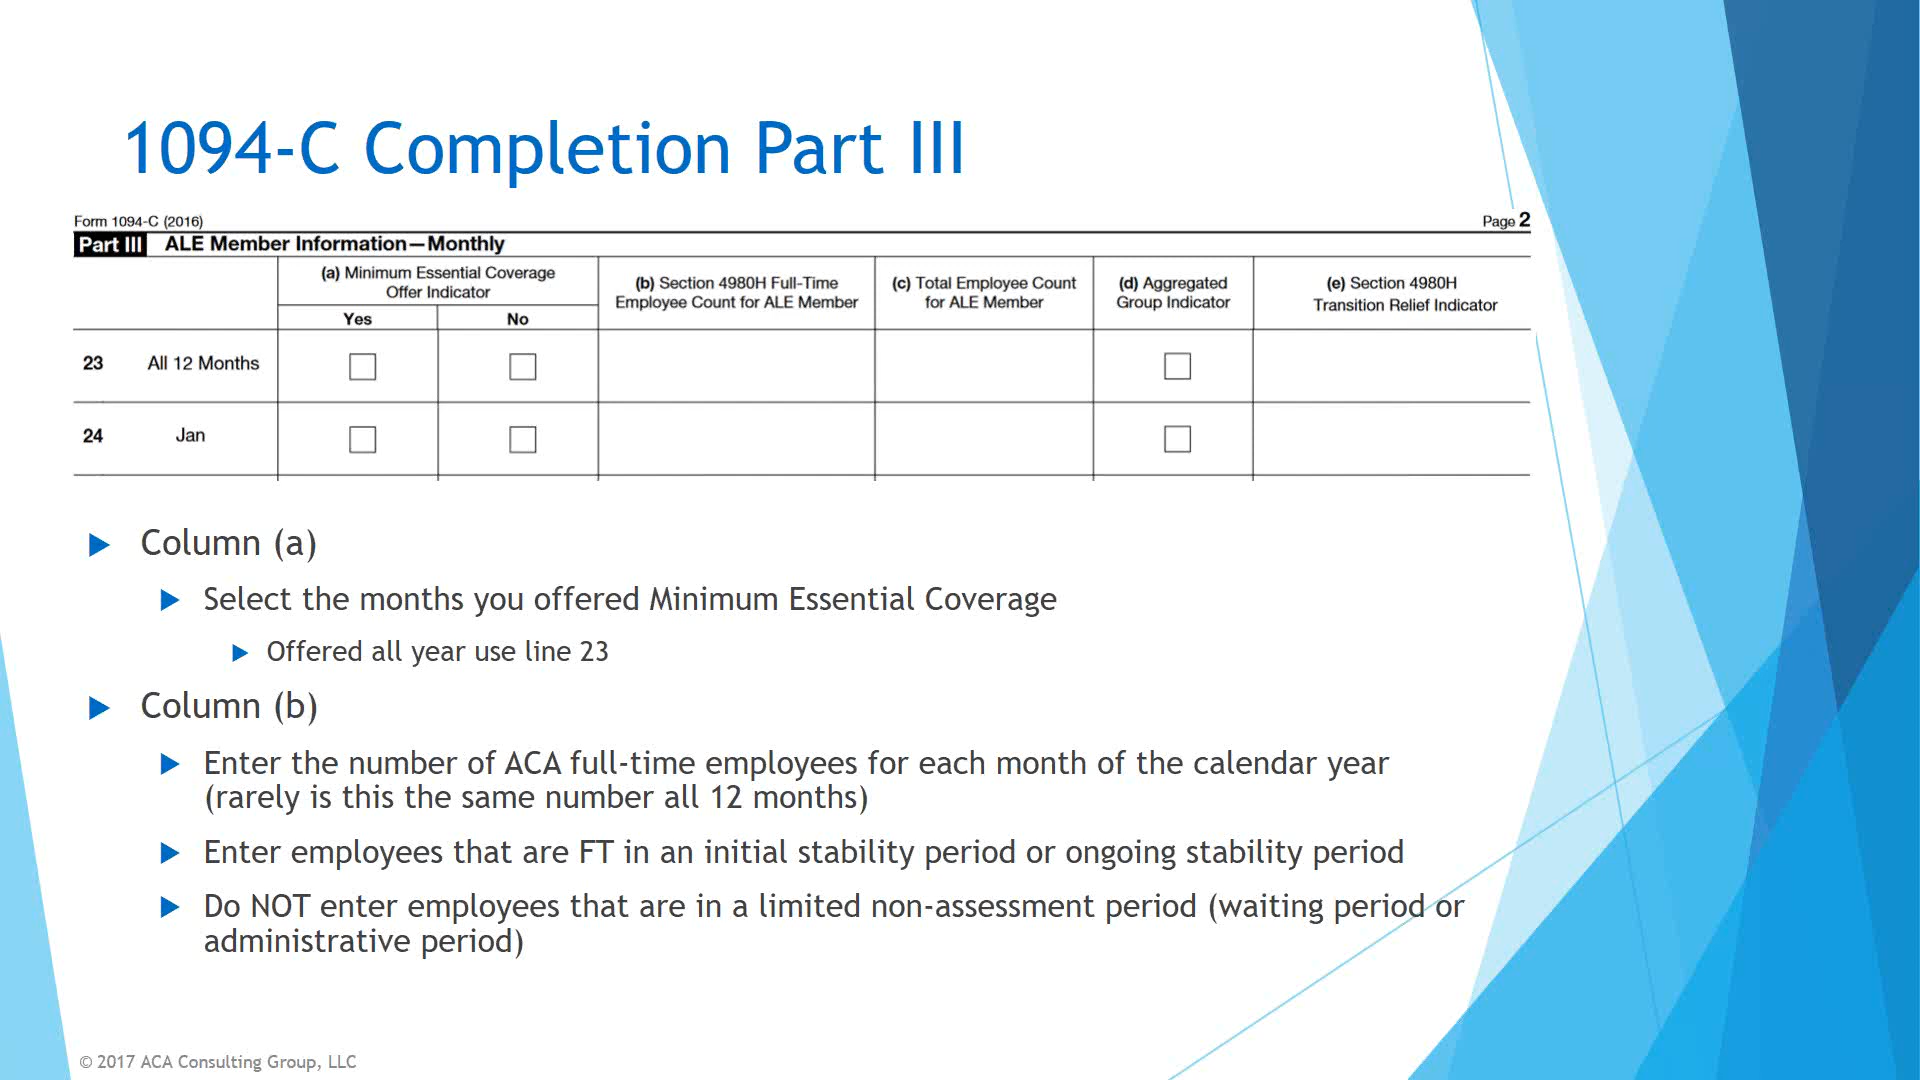 1094-C Completion Part III
Form 1094-C (2016) Page 2
Part III ALE Member Information—Monthly
(a) Minimum Essential Coverage
Offer Indicator
Yes No
(b) Section 4980H Full-Time
Employee Count for ALE Member
(c) Total Employee Count
for ALE Member
(d) Aggregated
Group Indicator
(e) Section 4980H
Transition Relief Indicator
23 All 12 Months
24 Jan
Column (a)
Select the months you offered Minimum Essential Coverage
Offered all year use line 23
Column (b)
Enter the number of ACA full-time employees for each month of the calendar year
(rarely is this the same number all 12 months)
Enter employees that are FT in an initial stability period or ongoing stability period
Do NOT enter employees that are in a limited non-assessment period (waiting period or
administrative period)
© 2017 ACA Consulting Group, LLC